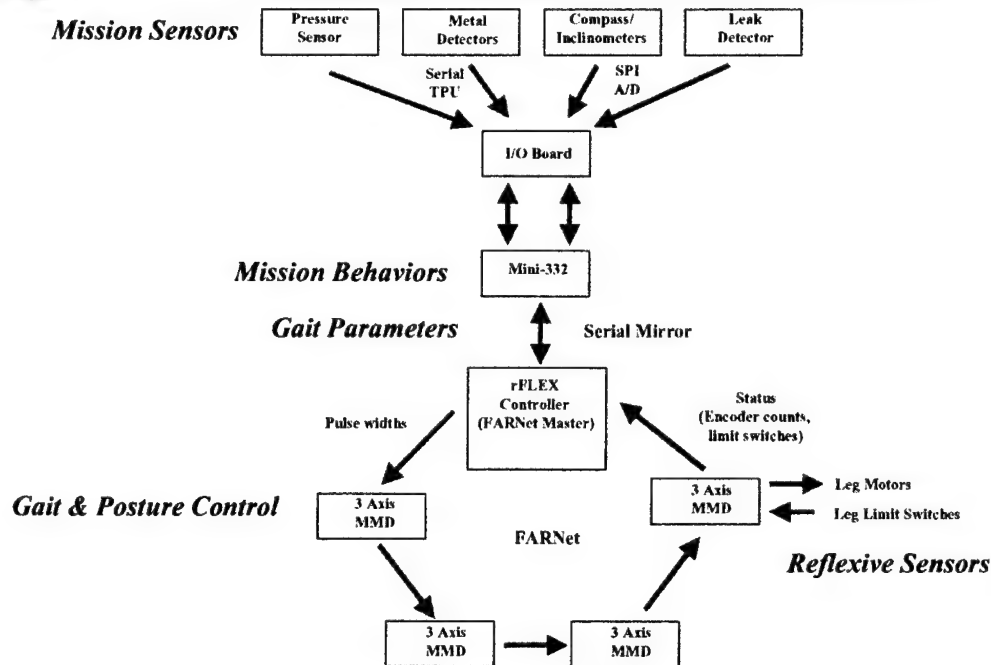 Mission Sensors
Pressure
Sensor
Metal
Detectors
Compass/
Inclinometers
Leak
Detector
Serial
TPU
SPI
A/D
I/O Board
Mission Behaviors
Mini-332
Gait Parameters
Serial Mirror
rFLEX
Controller
(FARNet Master)
Pulse widths
Status
(Encoder counts,
limit switches)
Gait & Posture Control
3 Axis
MMD
FARNet
3 Axis
MMD
Leg Motors
Leg Limit Switches
Reflexive Sensors
3 Axis
MMD
3 Axis
MMD